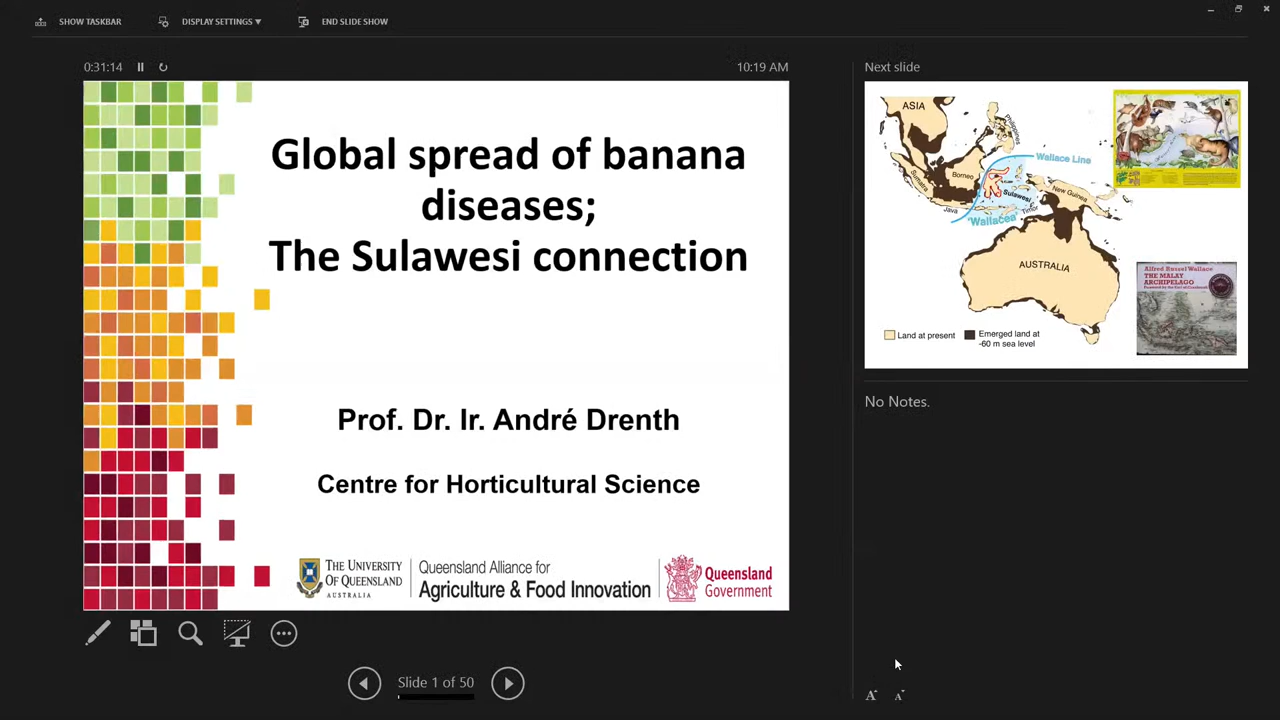 SHOW TASKBAR
DISPLAY SETTINGS ▼
END SLIDE SHOW
0:31:14
10:19 AM
Global spread of banana
diseases;
The Sulawesi connection
Prof. Dr. Ir. André Drenth
Centre for Horticultural Science
THE UNIVERSITY
OF QUEENSLAND
AUSTRALIA
Queensland Alliance for
Agriculture & Food Innovation
Queensland
Government
Slide 1 of 50
Next slide
ASIA
Philippines
Wallace Line
Borneo
Sumatra
Sulawesi
New Guinea
Java
Timor
'Wallacea'
AUSTRALIA
Land at present
Emerged land at
-60 m sea level
Alfred Russel Wallace
THE MALAY
ARCHIPELAGO
No Notes.
A
A